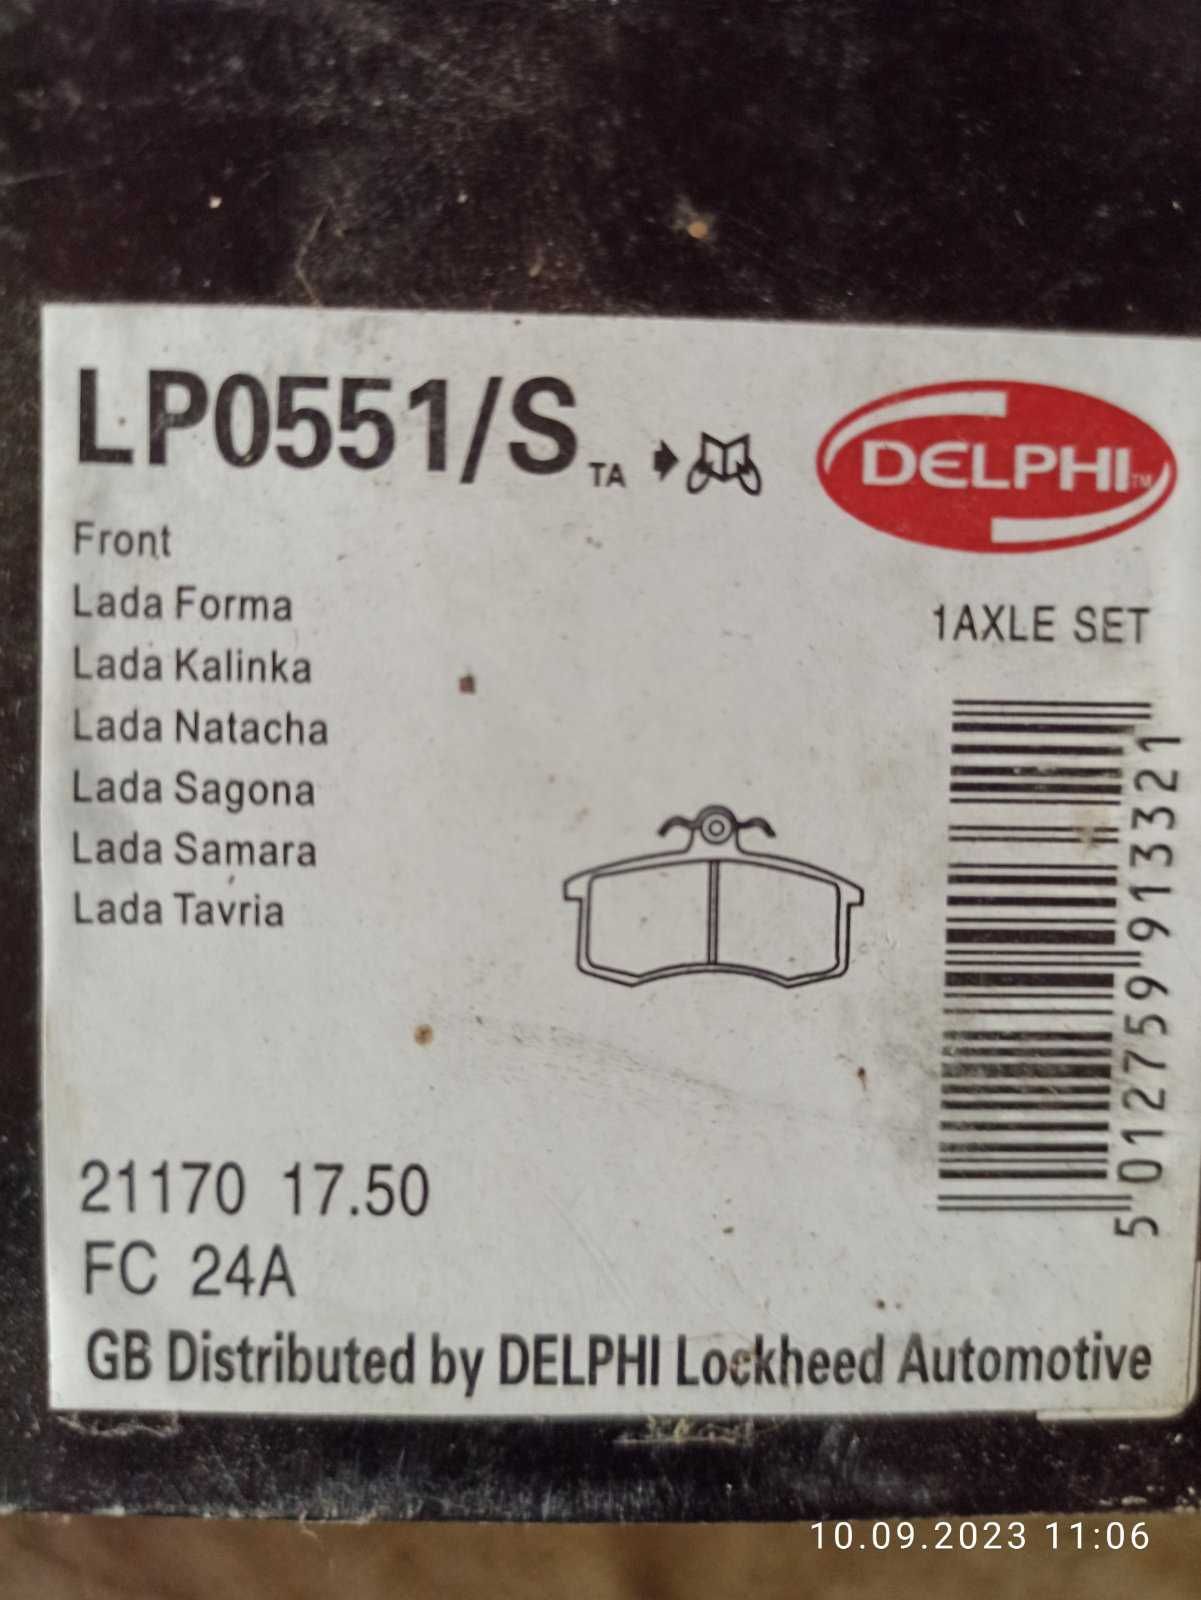 LP0551/S TA
DELPHI TM
Front
Lada Forma
Lada Kalinka
Lada Natacha
Lada Sagona
Lada Samara
Lada Tavria
1AXLE SET
5 012759 913321
21170 17.50
FC 24A
GB Distributed by DELPHI Lockheed Automotive
10.09.2023 11:06